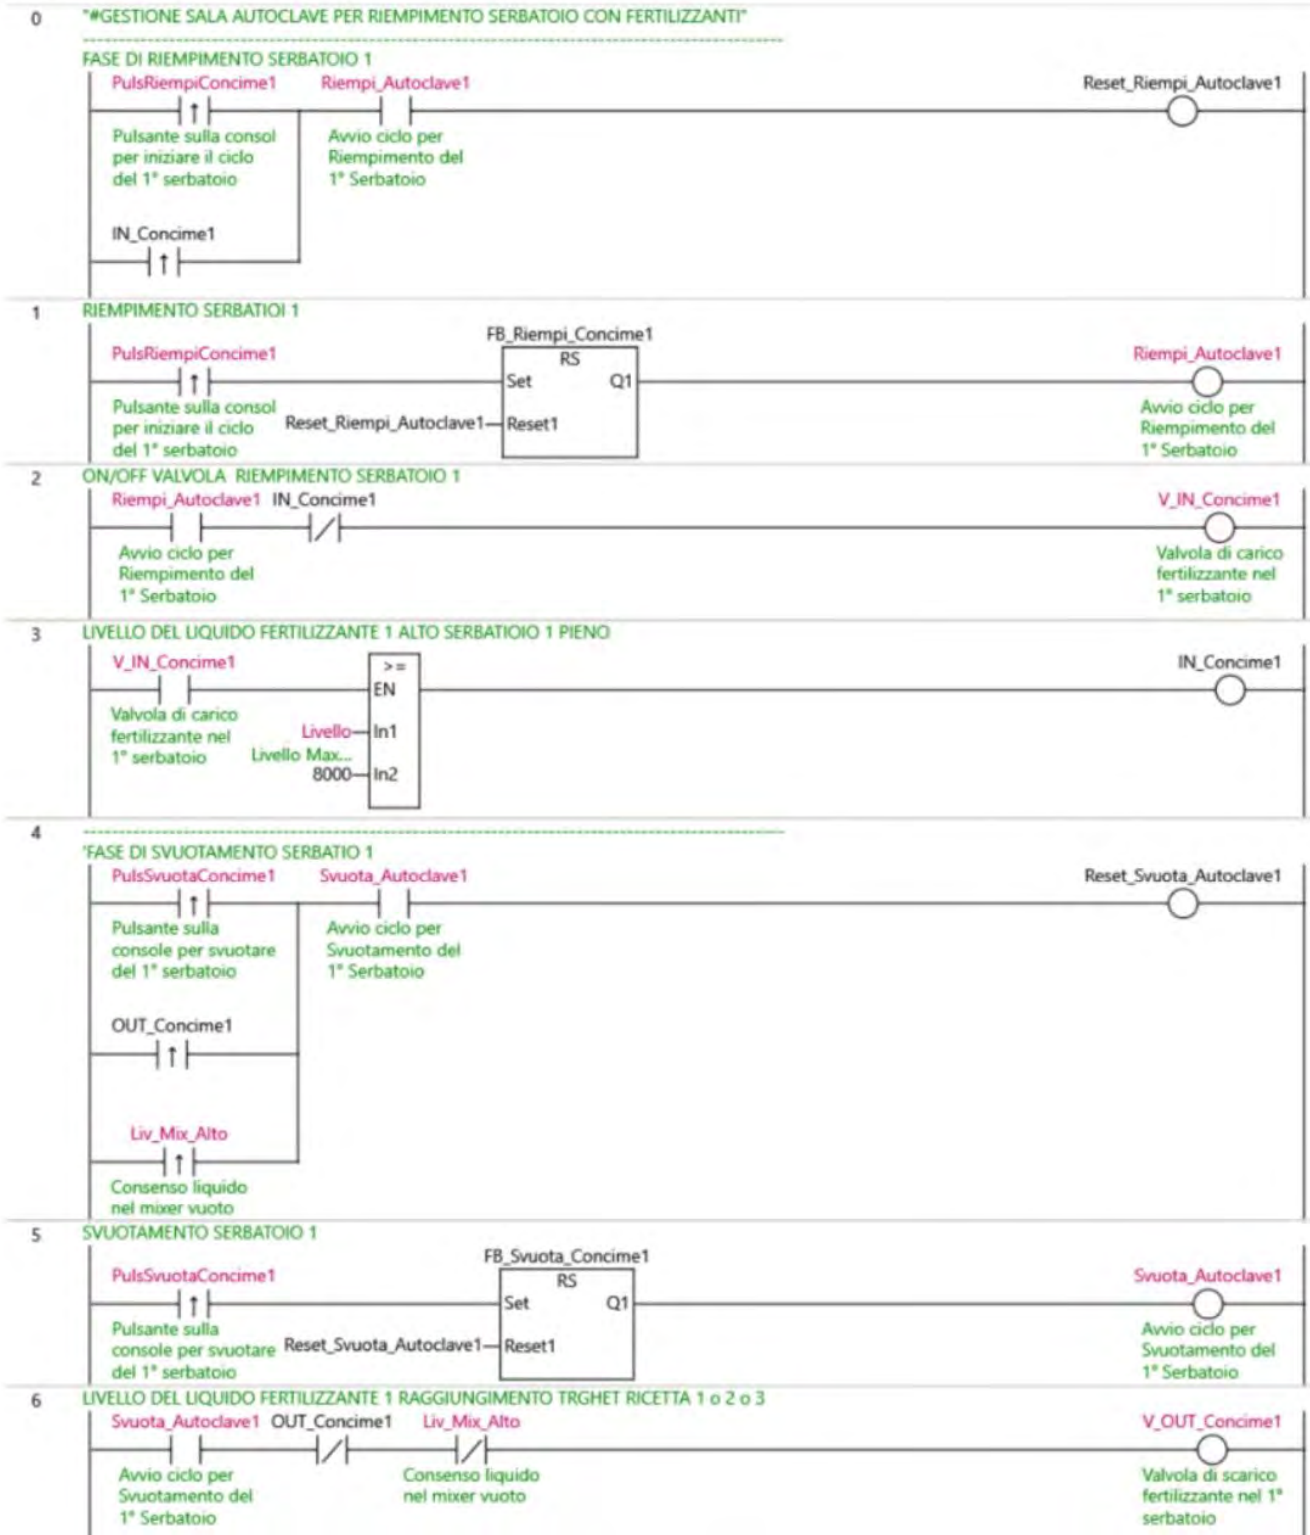 0
"#GESTIONE SALA AUTOCLAVE PER RIEMPIMENTO SERBATOIO CON FERTILIZZANTI"
FASE DI RIEMPIMENTO SERBATOIO 1
PulsRiempiConcime1 Riempi_Autoclave1 Reset_Riempi_Autoclave1
Pulsante sulla consol
per iniziare il ciclo
del 1° serbatoio
Avvio ciclo per
Riempimento del
1° Serbatoio
IN_Concime1
1
RIEMPIMENTO SERBATIOI 1
FB_Riempi_Concime1
PulsRiempiConcime1 RS Riempi_Autoclave1
Set Q1
Pulsante sulla consol
per iniziare il ciclo
del 1° serbatoio
Reset_Riempi_Autoclave1 Reset1
Avvio ciclo per
Riempimento del
1° Serbatoio
2
ON/OFF VALVOLA RIEMPIMENTO SERBATOIO 1
Riempi_Autoclave1 IN_Concime1 V_IN_Concime1
Avvio ciclo per
Riempimento del
1° Serbatoio
Valvola di carico
fertilizzante nel
1° serbatoio
3
LIVELLO DEL LIQUIDO FERTILIZZANTE 1 ALTO SERBATIOIO 1 PIENO
V_IN_Concime1 >= IN_Concime1
EN
Valvola di carico
fertilizzante nel
1° serbatoio
Livello In1
Livello Max...
8000 In2
4
'FASE DI SVUOTAMENTO SERBATIO 1
PulsSvuotaConcime1 Svuota_Autoclave1 Reset_Svuota_Autoclave1
Pulsante sulla
console per svuotare
del 1° serbatoio
Avvio ciclo per
Svuotamento del
1° Serbatoio
OUT_Concime1
Liv_Mix_Alto
Consenso liquido
nel mixer vuoto
5
SVUOTAMENTO SERBATOIO 1
FB_Svuota_Concime1
PulsSvuotaConcime1 RS Svuota_Autoclave1
Set Q1
Pulsante sulla
console per svuotare
del 1° serbatoio
Reset_Svuota_Autoclave1 Reset1
Avvio ciclo per
Svuotamento del
1° Serbatoio
6
LIVELLO DEL LIQUIDO FERTILIZZANTE 1 RAGGIUNGIMENTO TRGHET RICETTA 1 o 2 o 3
Svuota_Autoclave1 OUT_Concime1 Liv_Mix_Alto V_OUT_Concime1
Avvio ciclo per
Svuotamento del
1° Serbatoio
Consenso liquido
nel mixer vuoto
Valvola di scarico
fertilizzante nel 1°
serbatoio